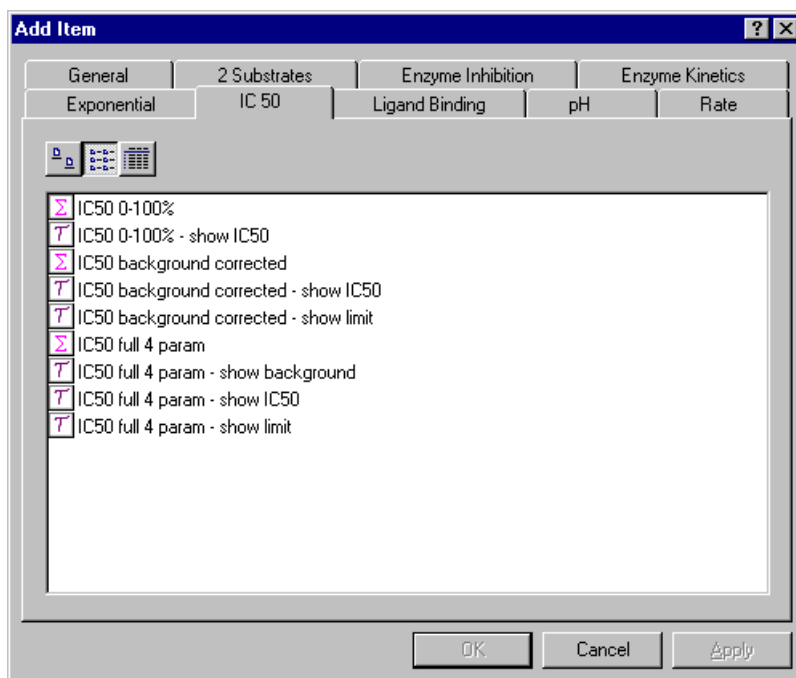 Add Item
General 2 Substrates Enzyme Inhibition Enzyme Kinetics
Exponential IC 50 Ligand Binding pH Rate
Σ IC50 0-100%
T IC50 0-100% - show IC50
Σ IC50 background corrected
T IC50 background corrected - show IC50
T IC50 background corrected - show limit
Σ IC50 full 4 param
T IC50 full 4 param - show background
T IC50 full 4 param - show IC50
T IC50 full 4 param - show limit
OK Cancel Apply